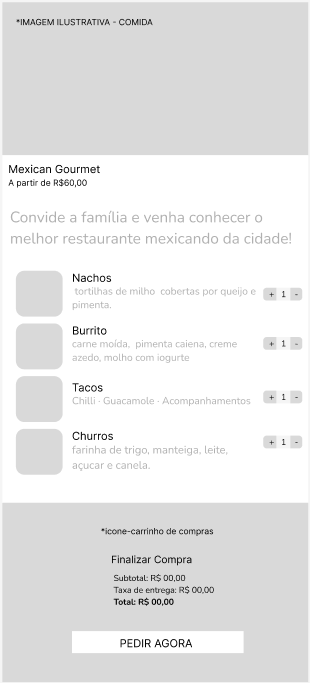 *IMAGEM ILUSTRATIVA - COMIDA
Mexican Gourmet
A partir de R$60,00
Convide a família e venha conhecer o
melhor restaurante mexicando da cidade!
Nachos
tortilhas de milho cobertas por queijo e
pimenta.
+ 1 -
Burrito
carne moída, pimenta caiena, creme
azedo, molho com iogurte
+ 1 -
Tacos
Chilli · Guacamole · Acompanhamentos
+ 1 -
Churros
farinha de trigo, manteiga, leite,
açucar e canela.
+ 1 -
*icone-carrinho de compras
Finalizar Compra
Subtotal: R$ 00,00
Taxa de entrega: R$ 00,00
Total: R$ 00,00
PEDIR AGORA